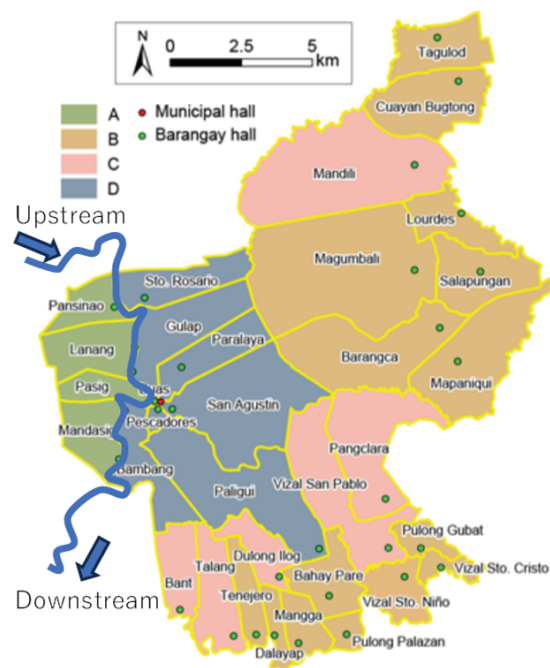 N
0 2.5 5
km
A
B
C
D
Municipal hall
Barangay hall
Tagulod
Cuayan Bugtong
Mandili
Upstream
Lourdes
Magumbali
Salapungan
Sto. Rosario
Pansinao
Gulap
Paralaya
Lanang
Barangca
Mapaniqui
Pasig
San Agustin
Mandasig
Pescadores
Pangclara
Bambang
Paligui
Vizal San Pablo
Pulong Gubat
Dulong Ilog
Talang
Bahay Pare
Vizal Sto. Cristo
Barit
Tenejero
Vizal Sto. Niño
Mangga
Downstream
Dalayap
Pulong Palazan